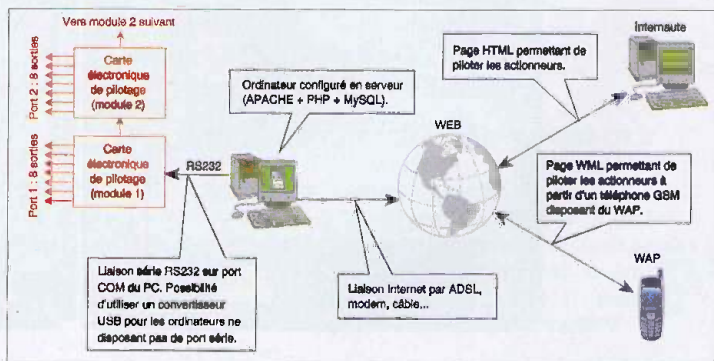 Vers module 2 suivant
Port 2 : 8 sorties
Carte
électronique
de pilotage
(module 2)
Port 1 : 8 sorties
Carte
électronique
de pilotage
(module 1)
RS232
Ordinateur configuré en serveur
(APACHE + PHP + MySQL).
WEB
Internaute
Page HTML permettant de
piloter les actionneurs.
Page WML permettant de
piloter les actionneurs à
partir d'un téléphone GSM
disposant du WAP.
WAP
Liaison série RS232 sur port
COM du PC. Possibilité
d'utiliser un convertisseur
USB pour les ordinateurs ne
disposant pas de port série.
Liaison Internet par ADSL,
modem, câble...